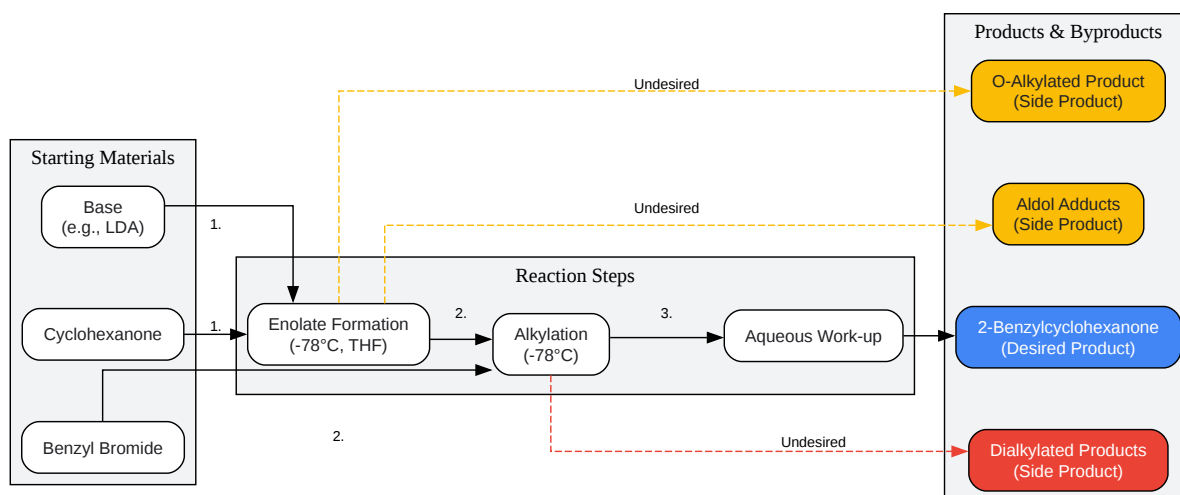 Products & Byproducts
O-Alkylated Product
(Side Product)
Undesired
Starting Materials
Base
(e.g., LDA)
1.
Undesired
Aldol Adducts
(Side Product)
Reaction Steps
Cyclohexanone
1.
Enolate Formation
(-78°C, THF)
2.
Alkylation
(-78°C)
3.
Aqueous Work-up
2-Benzylcyclohexanone
(Desired Product)
Benzyl Bromide
2.
Undesired
Dialkylated Products
(Side Product)